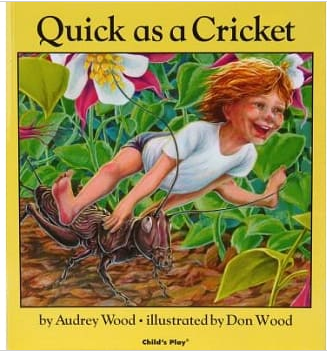 Quick as a Cricket
by Audrey Wood • illustrated by Don Wood
Child's Play®